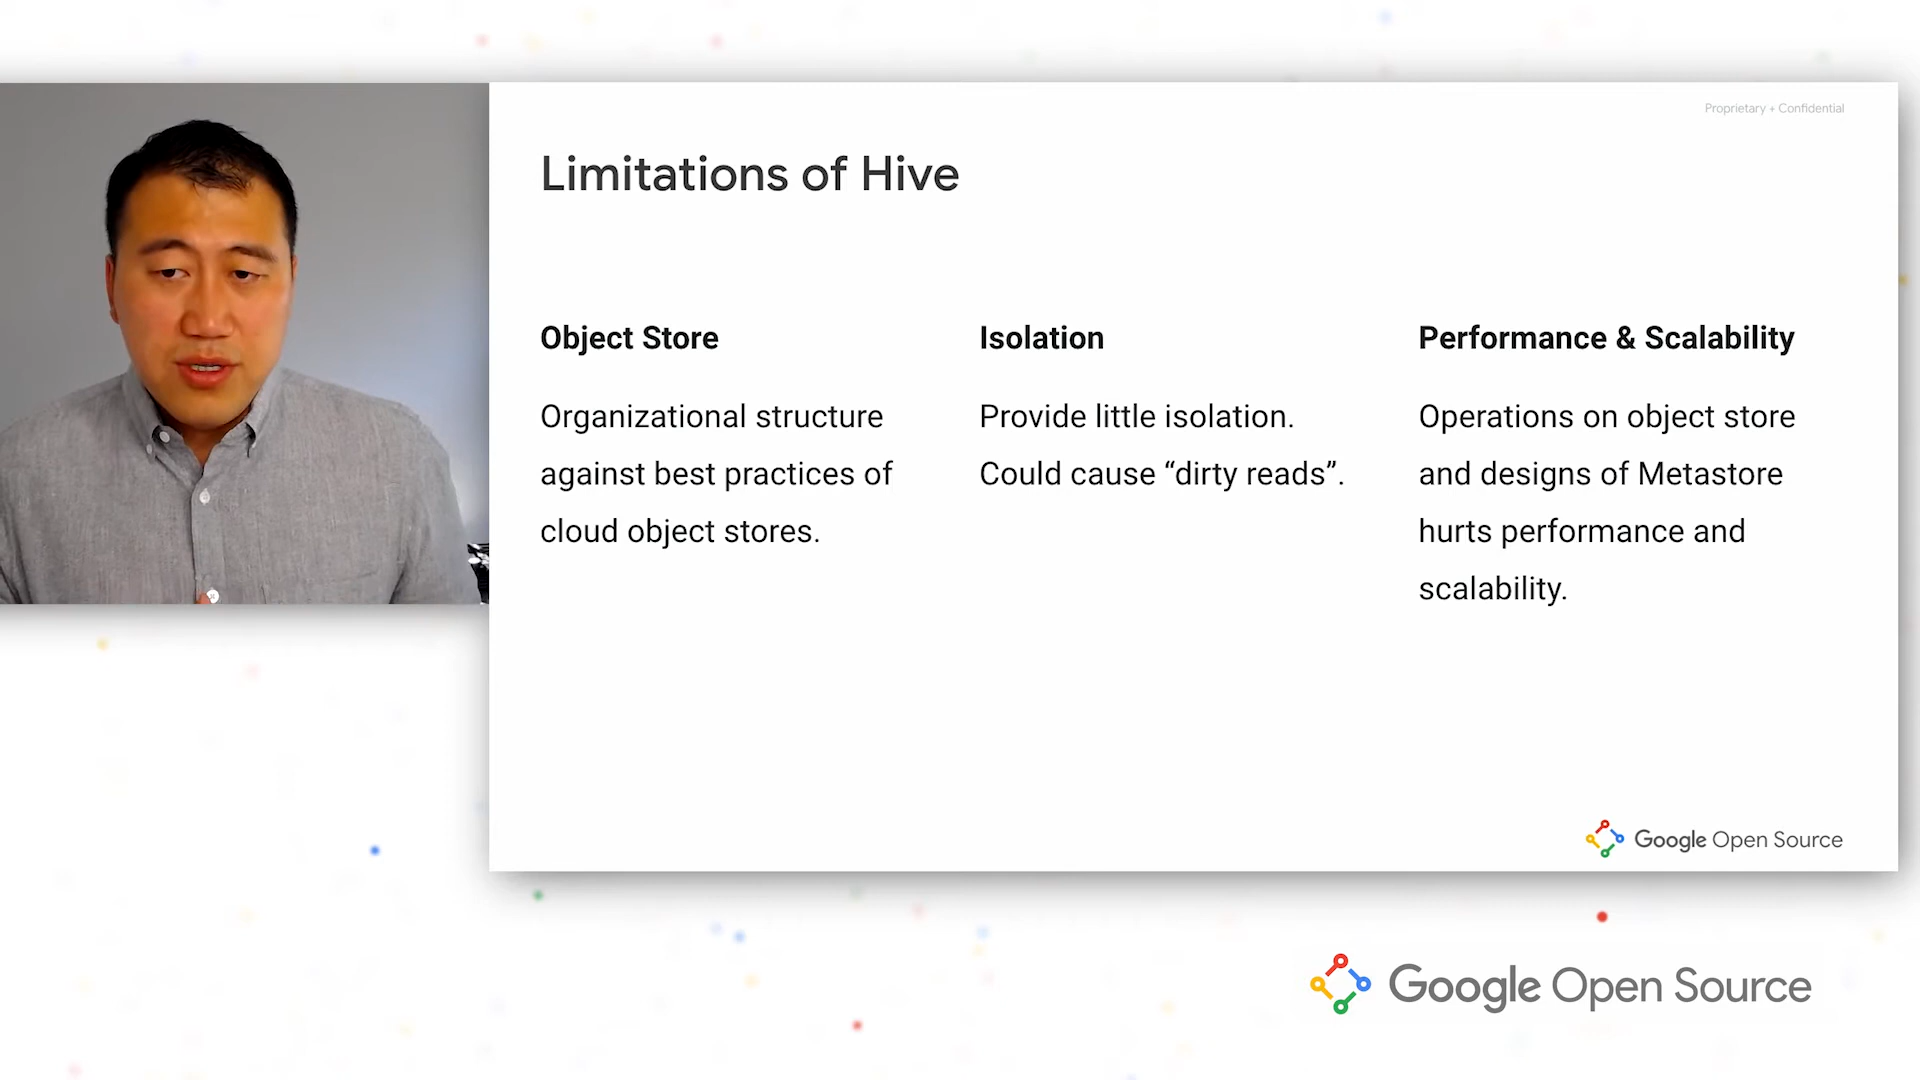 Proprietary + Confidential
Limitations of Hive
Object Store
Organizational structure
against best practices of
cloud object stores.
Isolation
Provide little isolation.
Could cause “dirty reads”.
Performance & Scalability
Operations on object store
and designs of Metastore
hurts performance and
scalability.
Google Open Source
Google Open Source